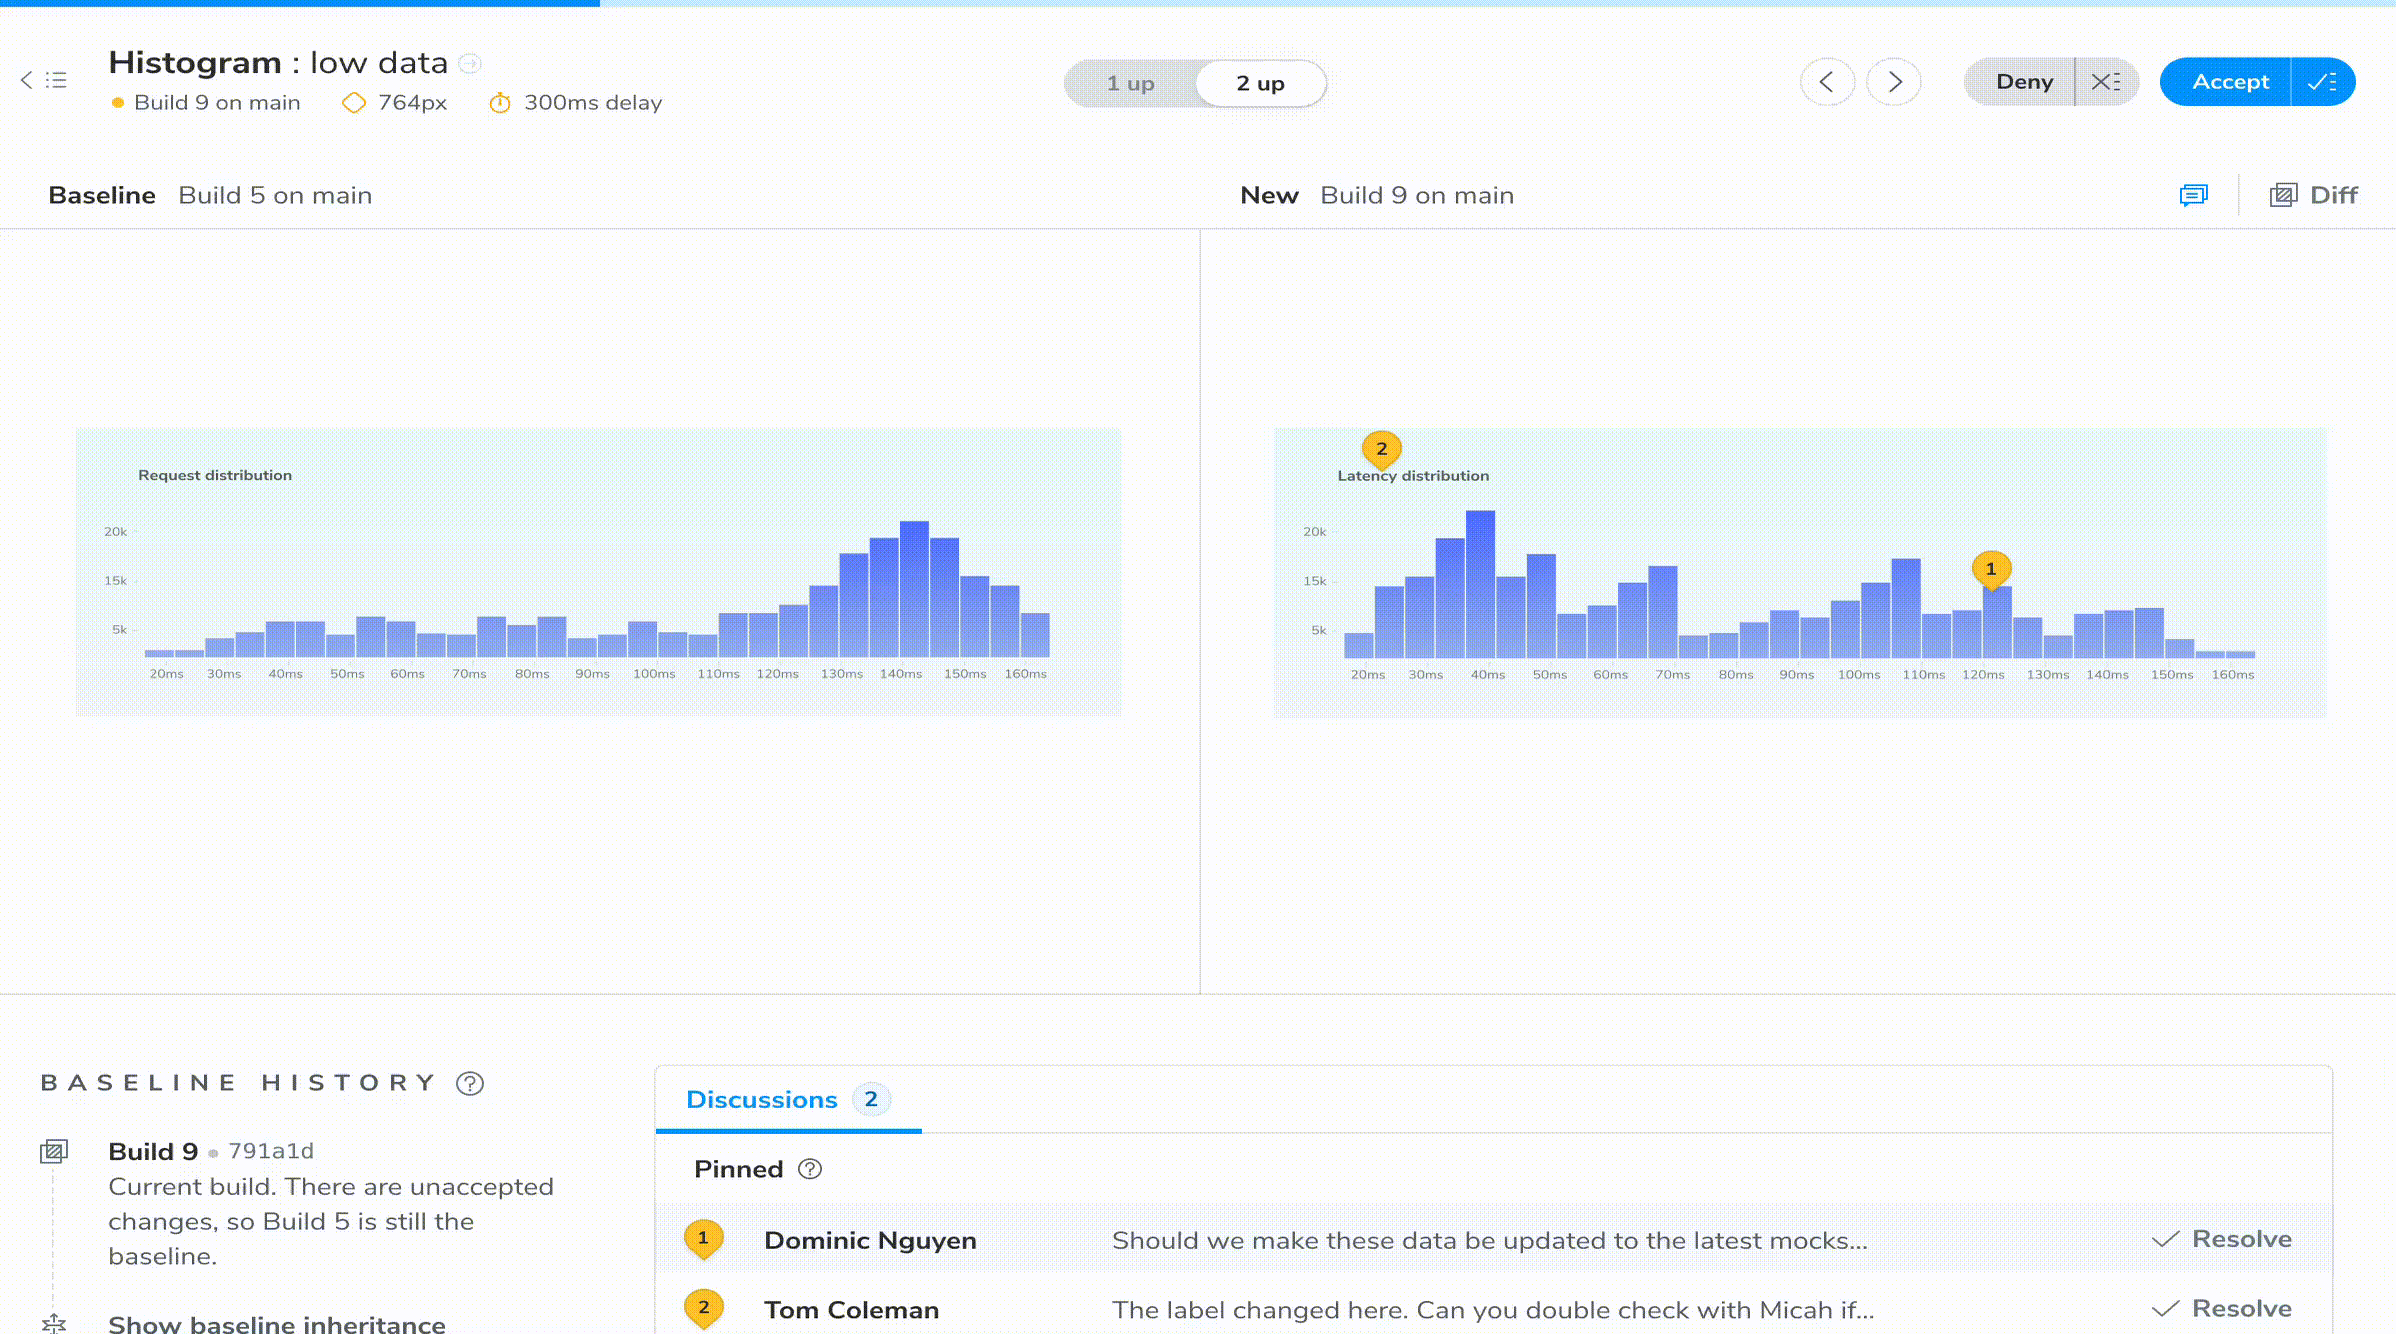 Histogram : low data
Build 9 on main 764px 300ms delay
1 up 2 up
Deny Accept
Baseline Build 5 on main
New Build 9 on main
Diff
Request distribution
20k
15k
5k
20ms 30ms 40ms 50ms 60ms 70ms 80ms 90ms 100ms 110ms 120ms 130ms 140ms 150ms 160ms
2
Latency distribution
20k
15k
1
5k
20ms 30ms 40ms 50ms 60ms 70ms 80ms 90ms 100ms 110ms 120ms 130ms 140ms 150ms 160ms
BASELINE HISTORY ?
Build 9 • 791a1d
Current build. There are unaccepted
changes, so Build 5 is still the
baseline.
Show baseline inheritance
Discussions 2
Pinned ?
1 Dominic Nguyen Should we make these data be updated to the latest mocks... Resolve
2 Tom Coleman The label changed here. Can you double check with Micah if... Resolve